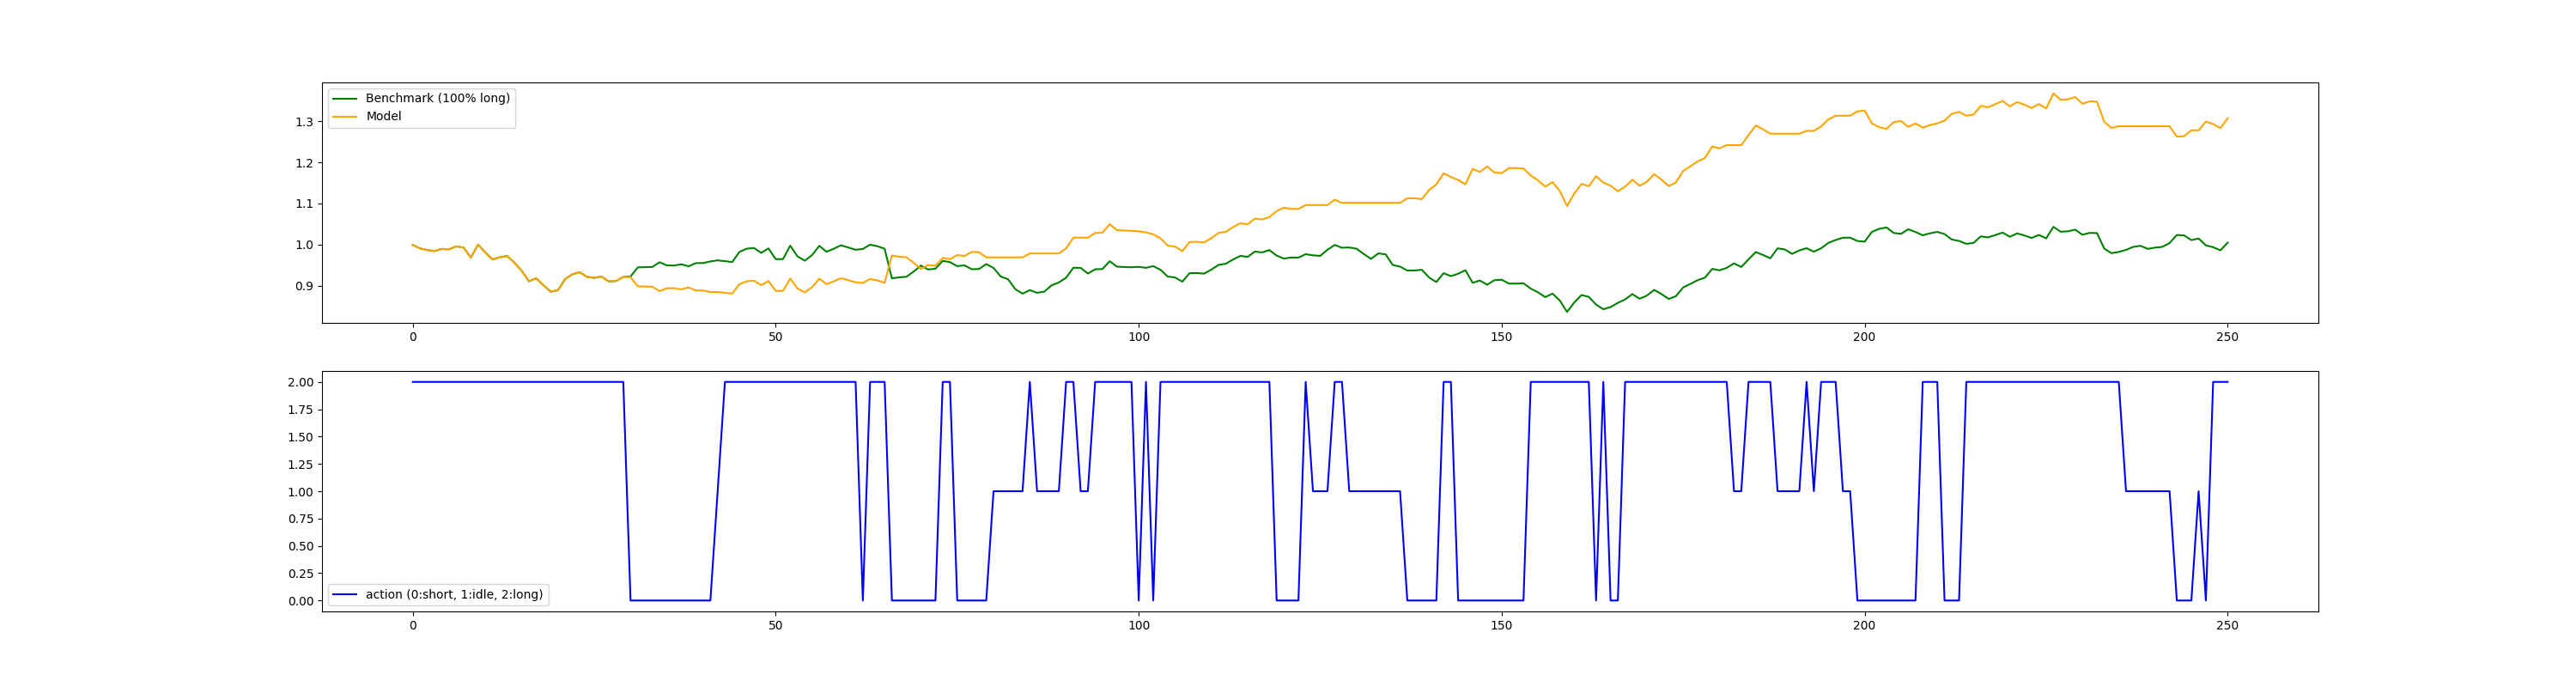 Benchmark (100% long)
Model
1.3
1.2
1.1
1.0
0.9
0 50 100 150 200 250
2.00
1.75
1.50
1.25
1.00
0.75
0.50
0.25
0.00
action (0:short, 1:idle, 2:long)
0 50 100 150 200 250